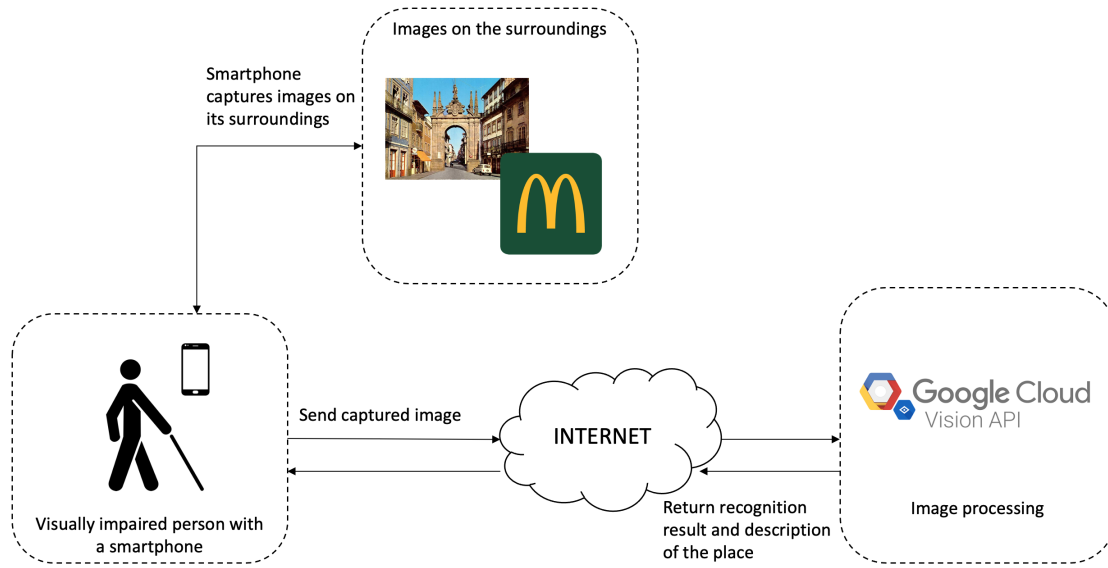 Images on the surroundings
Smartphone
captures images on
its surroundings
Send captured image
INTERNET
Google Cloud
Vision API
Visually impaired person with
a smartphone
Return recognition
result and description
of the place
Image processing